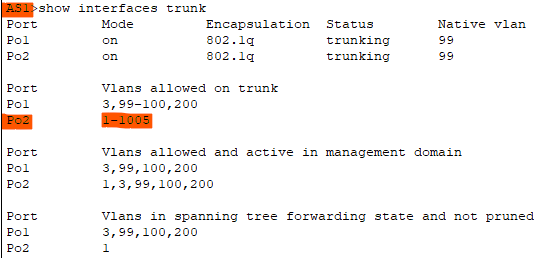 AS1>show interfaces trunk
Port Mode Encapsulation Status Native vlan
Po1 on 802.1q trunking 99
Po2 on 802.1q trunking 99
Port Vlans allowed on trunk
Po1 3,99-100,200
Po2 1-1005
Port Vlans allowed and active in management domain
Po1 3,99,100,200
Po2 1,3,99,100,200
Port Vlans in spanning tree forwarding state and not pruned
Po1 3,99,100,200
Po2 1